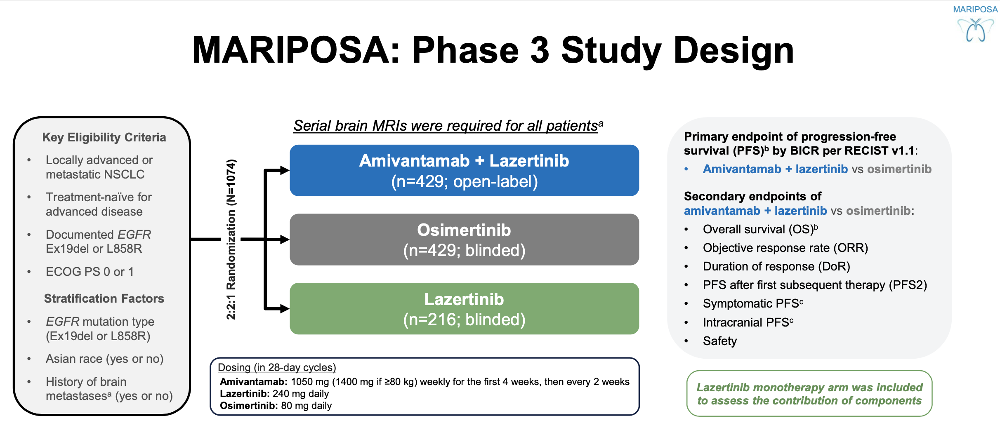 MARIPOSA
MARIPOSA: Phase 3 Study Design
Key Eligibility Criteria
• Locally advanced or
metastatic NSCLC
• Treatment-naïve for
advanced disease
• Documented EGFR
Ex19del or L858R
• ECOG PS 0 or 1
Stratification Factors
• EGFR mutation type
(Ex19del or L858R)
• Asian race (yes or no)
• History of brain
metastasesᵃ (yes or no)
2:2:1 Randomization (N=1074)
Serial brain MRIs were required for all patientsᵃ
Amivantamab + Lazertinib
(n=429; open-label)
Osimertinib
(n=429; blinded)
Lazertinib
(n=216; blinded)
Dosing (in 28-day cycles)
Amivantamab: 1050 mg (1400 mg if ≥80 kg) weekly for the first 4 weeks, then every 2 weeks
Lazertinib: 240 mg daily
Osimertinib: 80 mg daily
Primary endpoint of progression-free
survival (PFS)ᵇ by BICR per RECIST v1.1:
• Amivantamab + lazertinib vs osimertinib
Secondary endpoints of
amivantamab + lazertinib vs osimertinib:
• Overall survival (OS)ᵇ
• Objective response rate (ORR)
• Duration of response (DoR)
• PFS after first subsequent therapy (PFS2)
• Symptomatic PFSᶜ
• Intracranial PFSᶜ
• Safety
Lazertinib monotherapy arm was included
to assess the contribution of components